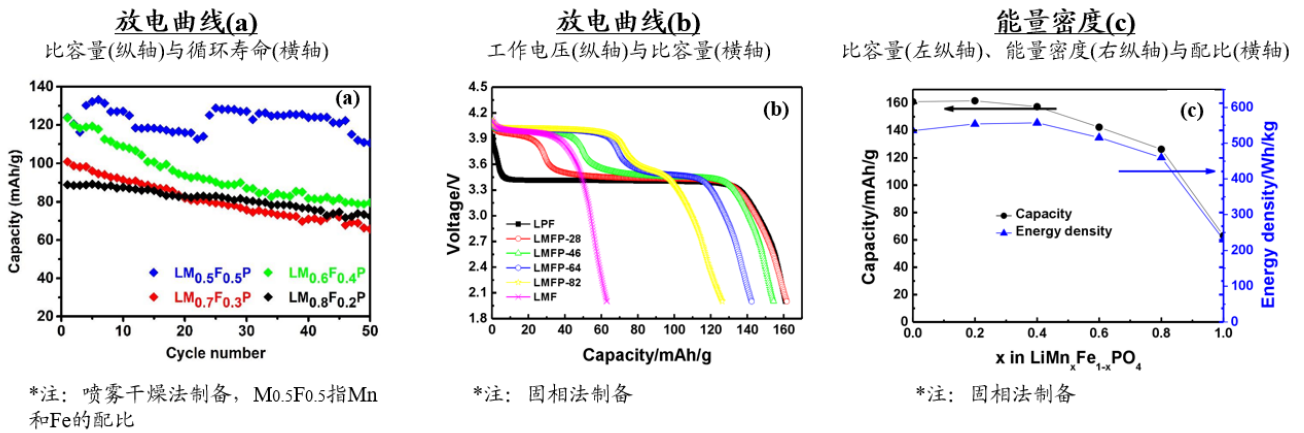 放电曲线(a)
比容量(纵轴)与循环寿命(横轴)
140
120
100
80
60
40
20
0
10
20
30
40
50
Capacity (mAh/g)
Cycle number
(a)
LM0.5F0.5P
LM0.6F0.4P
LM0.7F0.3P
LM0.8F0.2P
*注：喷雾干燥法制备，M0.5F0.5指Mn
和Fe的配比
放电曲线(b)
工作电压(纵轴)与比容量(横轴)
4.5
4.2
3.9
3.6
3.3
3.0
2.7
2.4
2.1
1.8
0
20
40
60
80
100
120
140
160
Voltage/V
Capacity/mAh/g
(b)
LPF
LMFP-28
LMFP-46
LMFP-64
LMFP-82
LMF
*注：固相法制备
能量密度(c)
比容量(左纵轴)、能量密度(右纵轴)与配比(横轴)
160
140
120
100
80
60
40
20
0
0.0
0.2
0.4
0.6
0.8
1.0
600
550
500
450
400
350
300
250
200
150
100
50
0
Capacity/mAh/g
Energy density/Wh/kg
x in LiMnxFe1-xPO4
(c)
Capacity
Energy density
*注：固相法制备